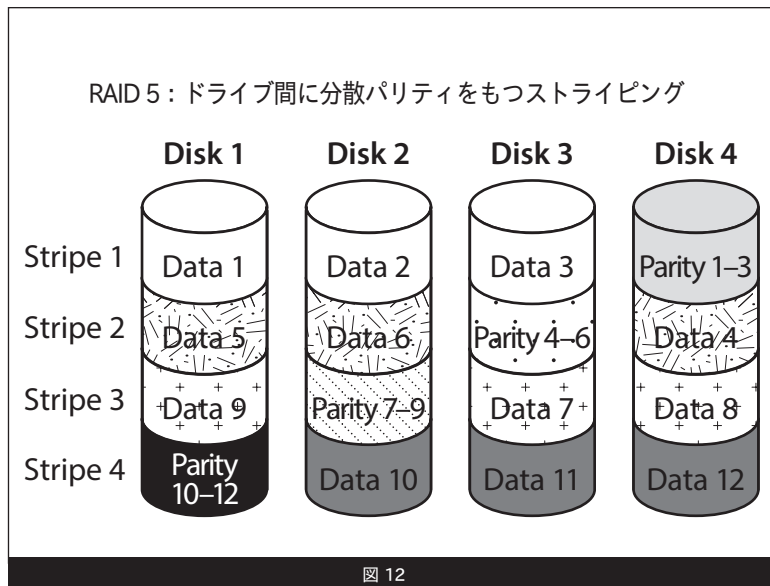 RAID 5：ドライブ間に分散パリティをもつストライピング
Disk 1 Disk 2 Disk 3 Disk 4
Stripe 1 Data 1 Data 2 Data 3 Parity 1–3
Stripe 2 Data 5 Data 6 Parity 4–6 Data 4
Stripe 3 Data 9 Parity 7–9 Data 7 Data 8
Stripe 4 Parity 10–12 Data 10 Data 11 Data 12
図 12